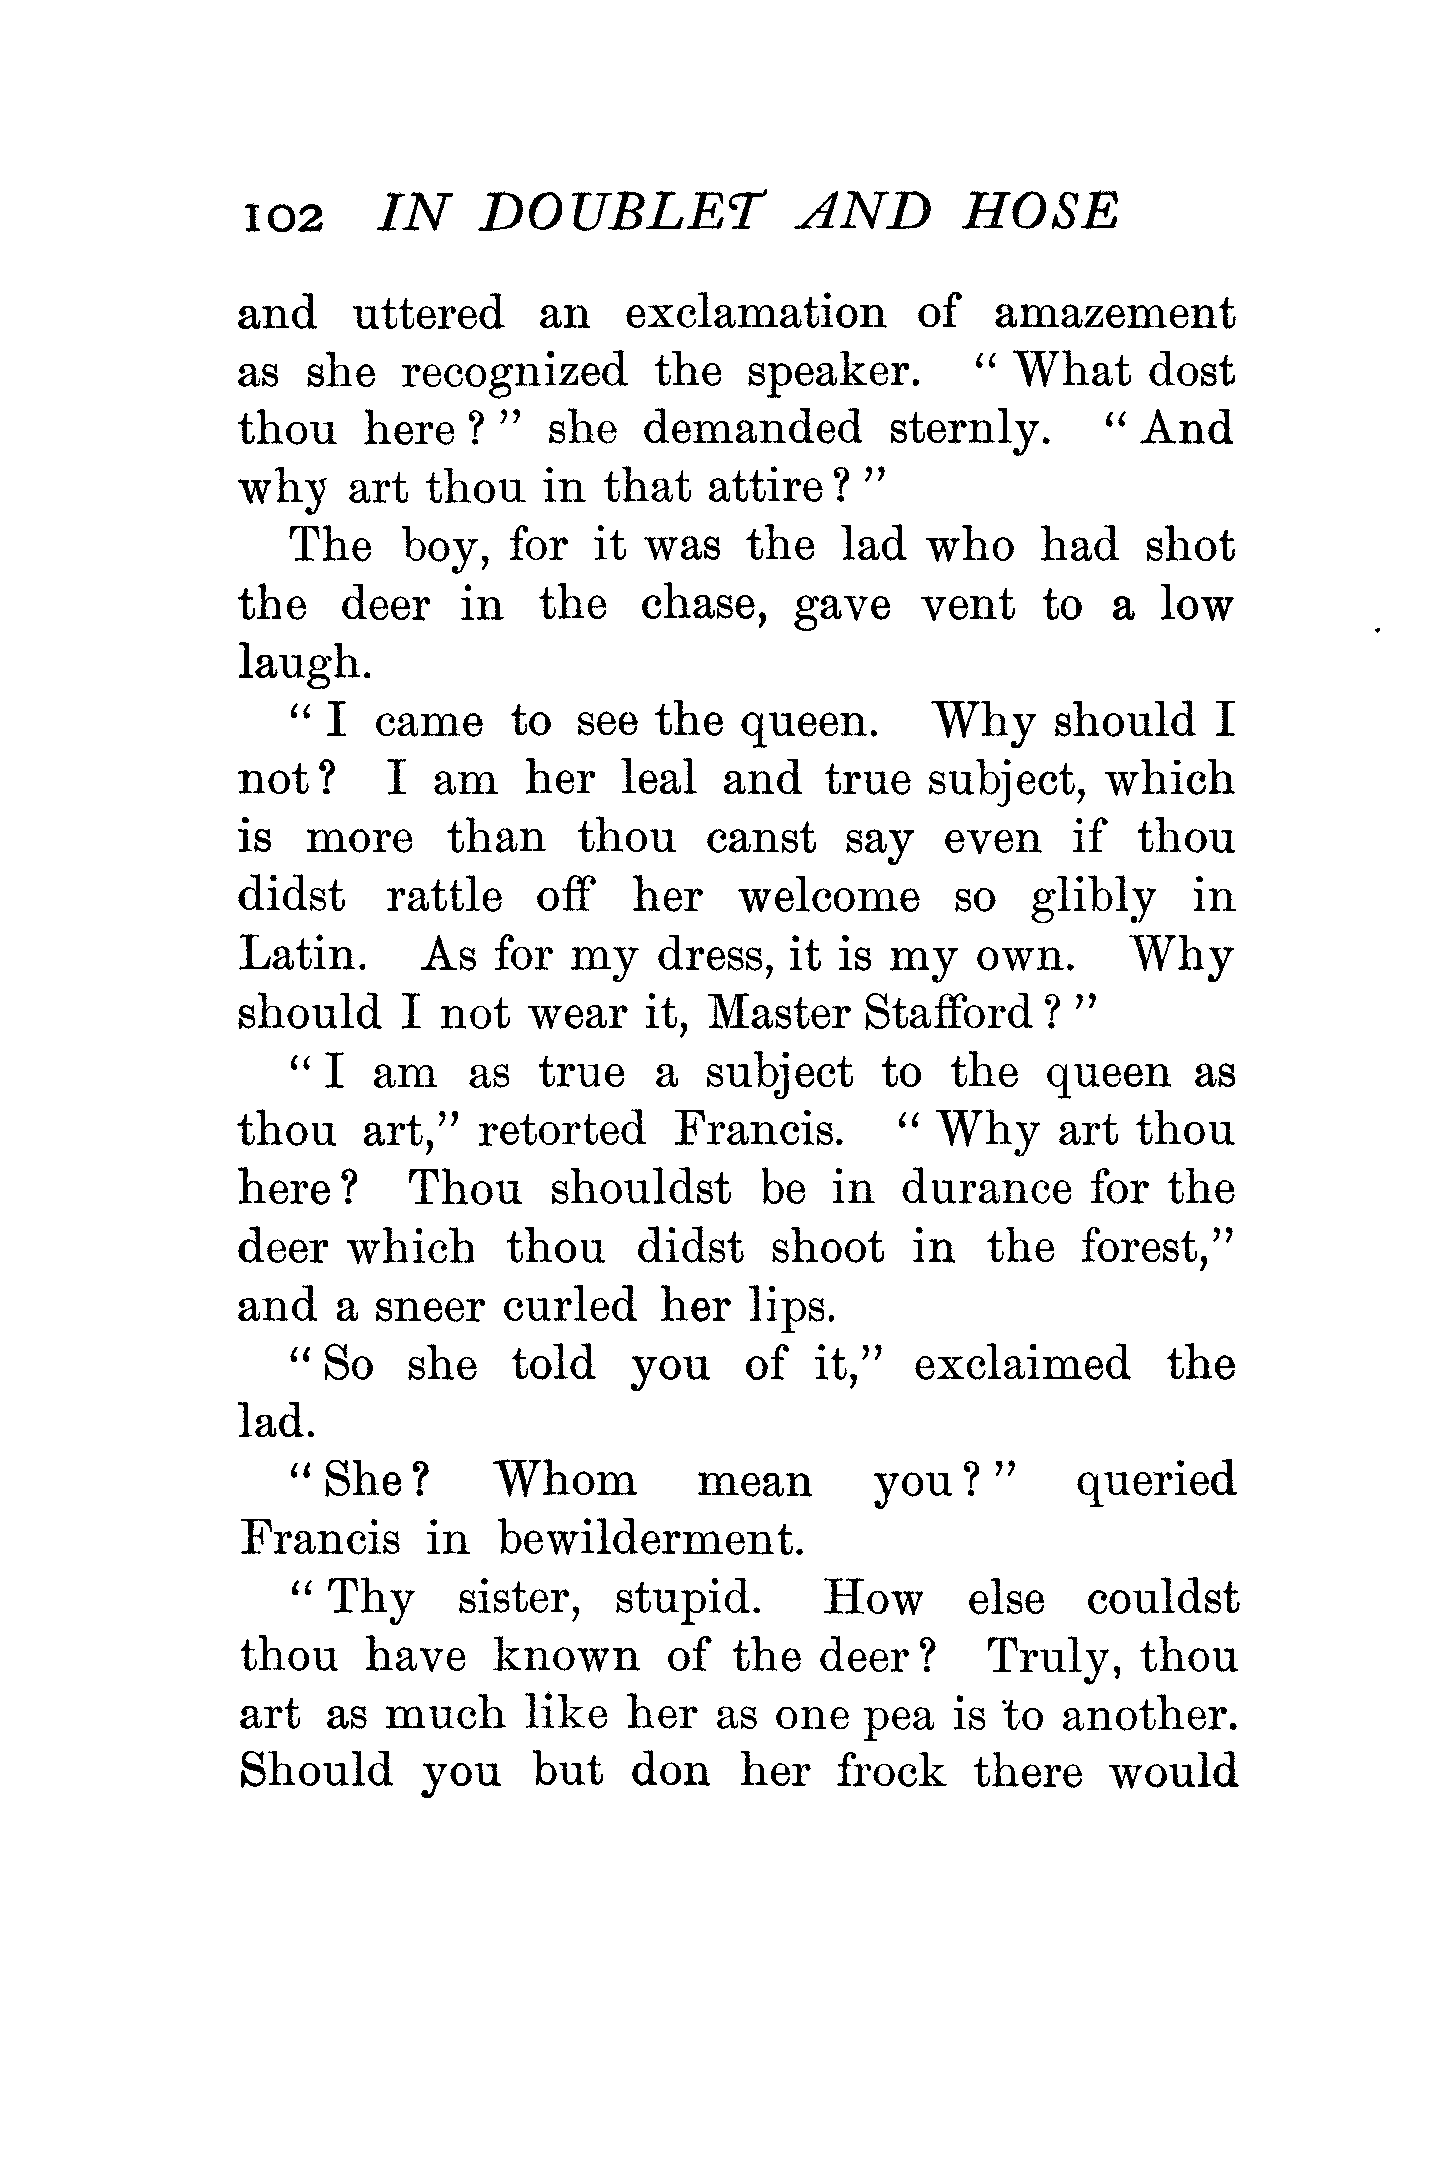 102 IN DOUBLET AND HOSE
and uttered an exclamation of amazement
as she recognized the speaker. " What dost
thou here ? " she demanded sternly. " And
why art thou in that attire ? "
The boy, for it was the lad who had shot
the deer in the chase, gave vent to a low
laugh.
" I came to see the queen. Why should I
not ? I am her leal and true subject, which
is more than thou canst say even if thou
didst rattle off her welcome so glibly in
Latin. As for my dress, it is my own. Why
should I not wear it, Master Stafford ? "
" I am as true a subject to the queen as
thou art," retorted Francis. " Why art thou
here ? Thou shouldst be in durance for the
deer which thou didst shoot in the forest,"
and a sneer curled her lips.
" So she told you of it," exclaimed the
lad.
" She ? Whom mean you ? " queried
Francis in bewilderment.
" Thy sister, stupid. How else couldst
thou have known of the deer ? Truly, thou
art as much like her as one pea is to another.
Should you but don her frock there would